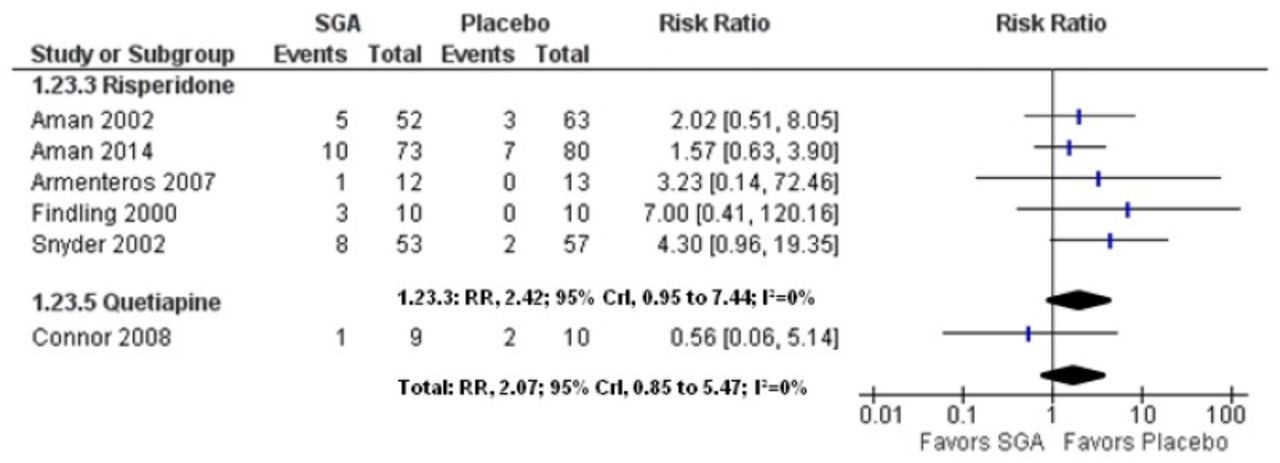 SGA Placebo Risk Ratio Risk Ratio
Study or Subgroup Events Total Events Total
1.23.3 Risperidone
Aman 2002 5 52 3 63 2.02 [0.51, 8.05]
Aman 2014 10 73 7 80 1.57 [0.63, 3.90]
Armenteros 2007 1 12 0 13 3.23 [0.14, 72.46]
Findling 2000 3 10 0 10 7.00 [0.41, 120.16]
Snyder 2002 8 53 2 57 4.30 [0.96, 19.35]
1.23.5 Quetiapine 1.23.3: RR, 2.42; 95% CrI, 0.95 to 7.44; I²=0%
Connor 2008 1 9 2 10 0.56 [0.06, 5.14]
Total: RR, 2.07; 95% CrI, 0.85 to 5.47; I²=0%
0.01 0.1 1 10 100
Favors SGA Favors Placebo